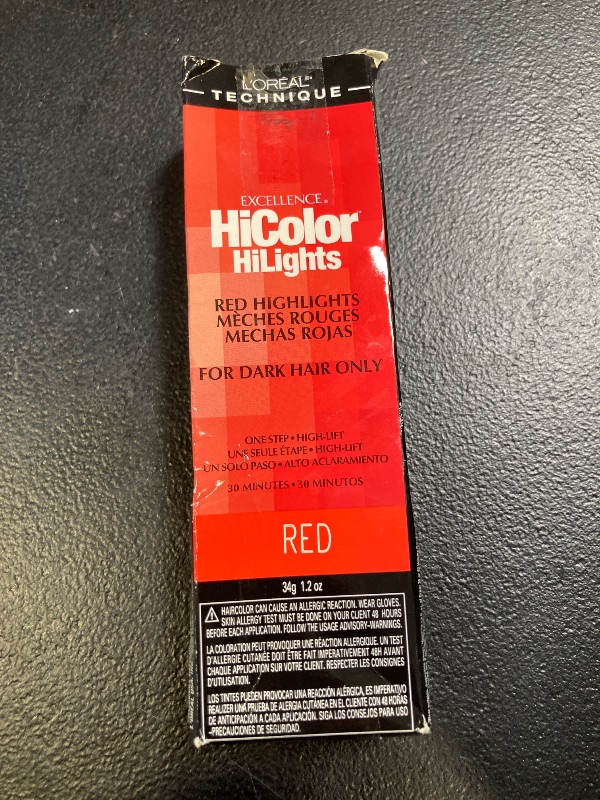 L'ORÉAL
TECHNIQUE
EXCELLENCE®
HiColor™
HiLights
RED HIGHLIGHTS
MÈCHES ROUGES
MECHAS ROJAS
FOR DARK HAIR ONLY
ONE STEP • HIGH-LIFT
UNE SEULE ÉTAPE • HIGH-LIFT
UN SOLO PASO • ALTO ACLARAMIENTO
30 MINUTES • 30 MINUTOS
RED
34g 1.2 oz
HAIRCOLOR CAN CAUSE AN ALLERGIC REACTION. WEAR GLOVES.
SKIN ALLERGY TEST MUST BE DONE ON YOUR CLIENT 48 HOURS
BEFORE EACH APPLICATION. FOLLOW THE USAGE ADVISORY-WARNINGS.
LA COLORATION PEUT PROVOQUER UNE RÉACTION ALLERGIQUE. UN TEST
D'ALLERGIE CUTANÉE DOIT ÊTRE FAIT IMPERATIVEMENT 48H AVANT
CHAQUE APPLICATION SUR VOTRE CLIENT. RESPECTER LES CONSIGNES
D'UTILISATION.
LOS TINTES PUEDEN PROVOCAR UNA REACCIÓN ALÉRGICA, ES IMPERATIVO
REALIZER UNA PRUEBA DE ALERGIA CUTÁNEA EN EL CLIENTE CON 48 HORAS
DE ANTICIPACIÓN A CADA APLICACIÓN. SIGA LOS CONSEJOS PARA USO
-PRECAUCIONES DE SEGURIDAD.